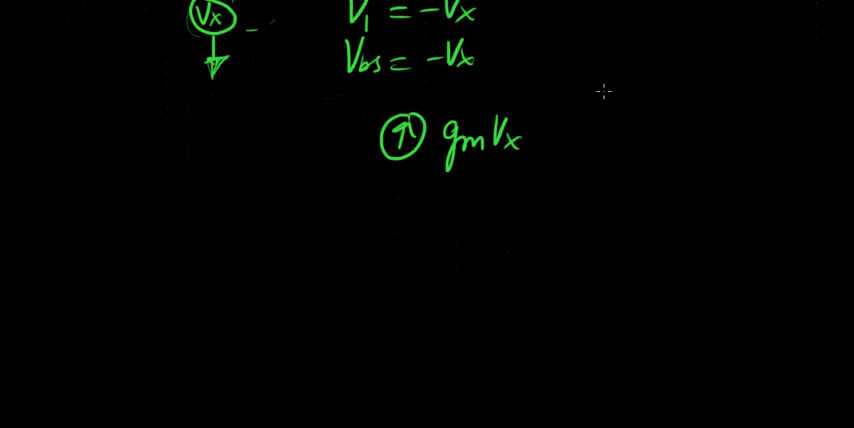 Vx
V₁ = -Vx
Vbs = -Vx
↑ gmVx